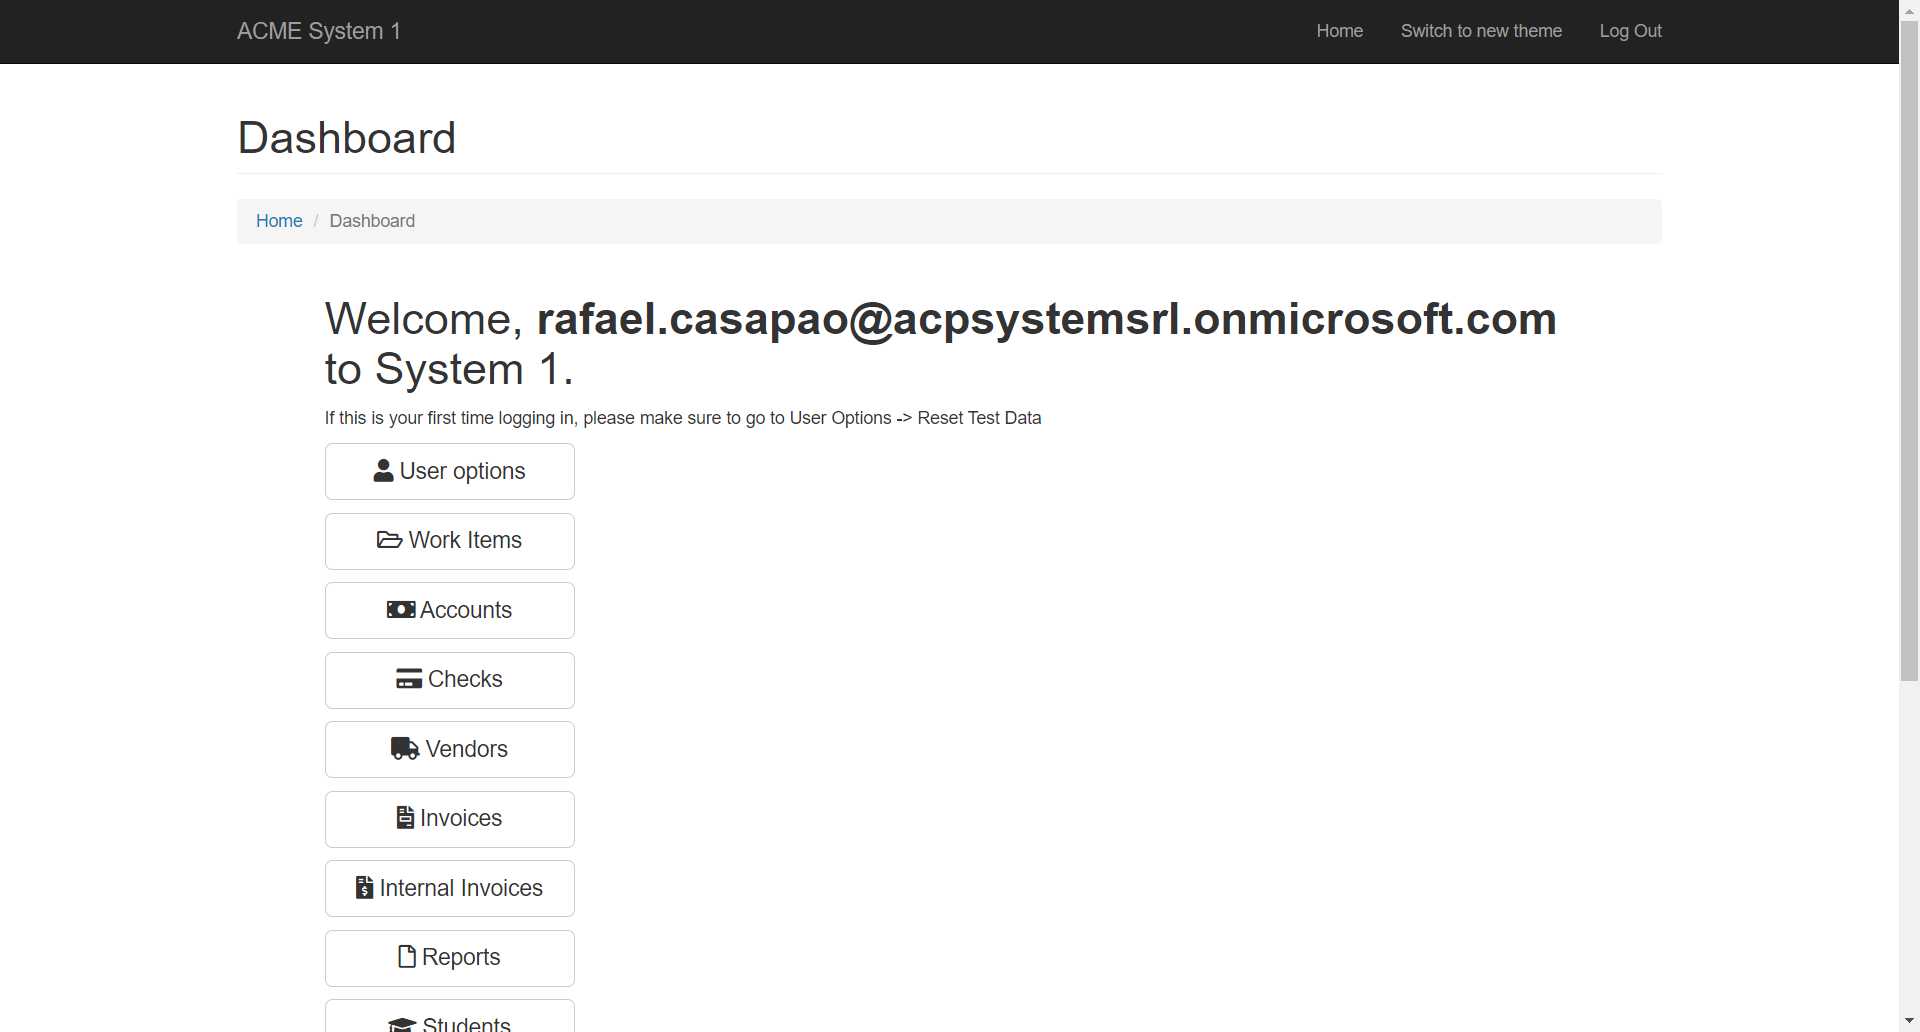 ACME System 1
Home
Switch to new theme
Log Out
Dashboard
Home / Dashboard
Welcome, rafael.casapao@acpsystemsrl.onmicrosoft.com
to System 1.
If this is your first time logging in, please make sure to go to User Options -> Reset Test Data
User options
Work Items
Accounts
Checks
Vendors
Invoices
Internal Invoices
Reports
Students